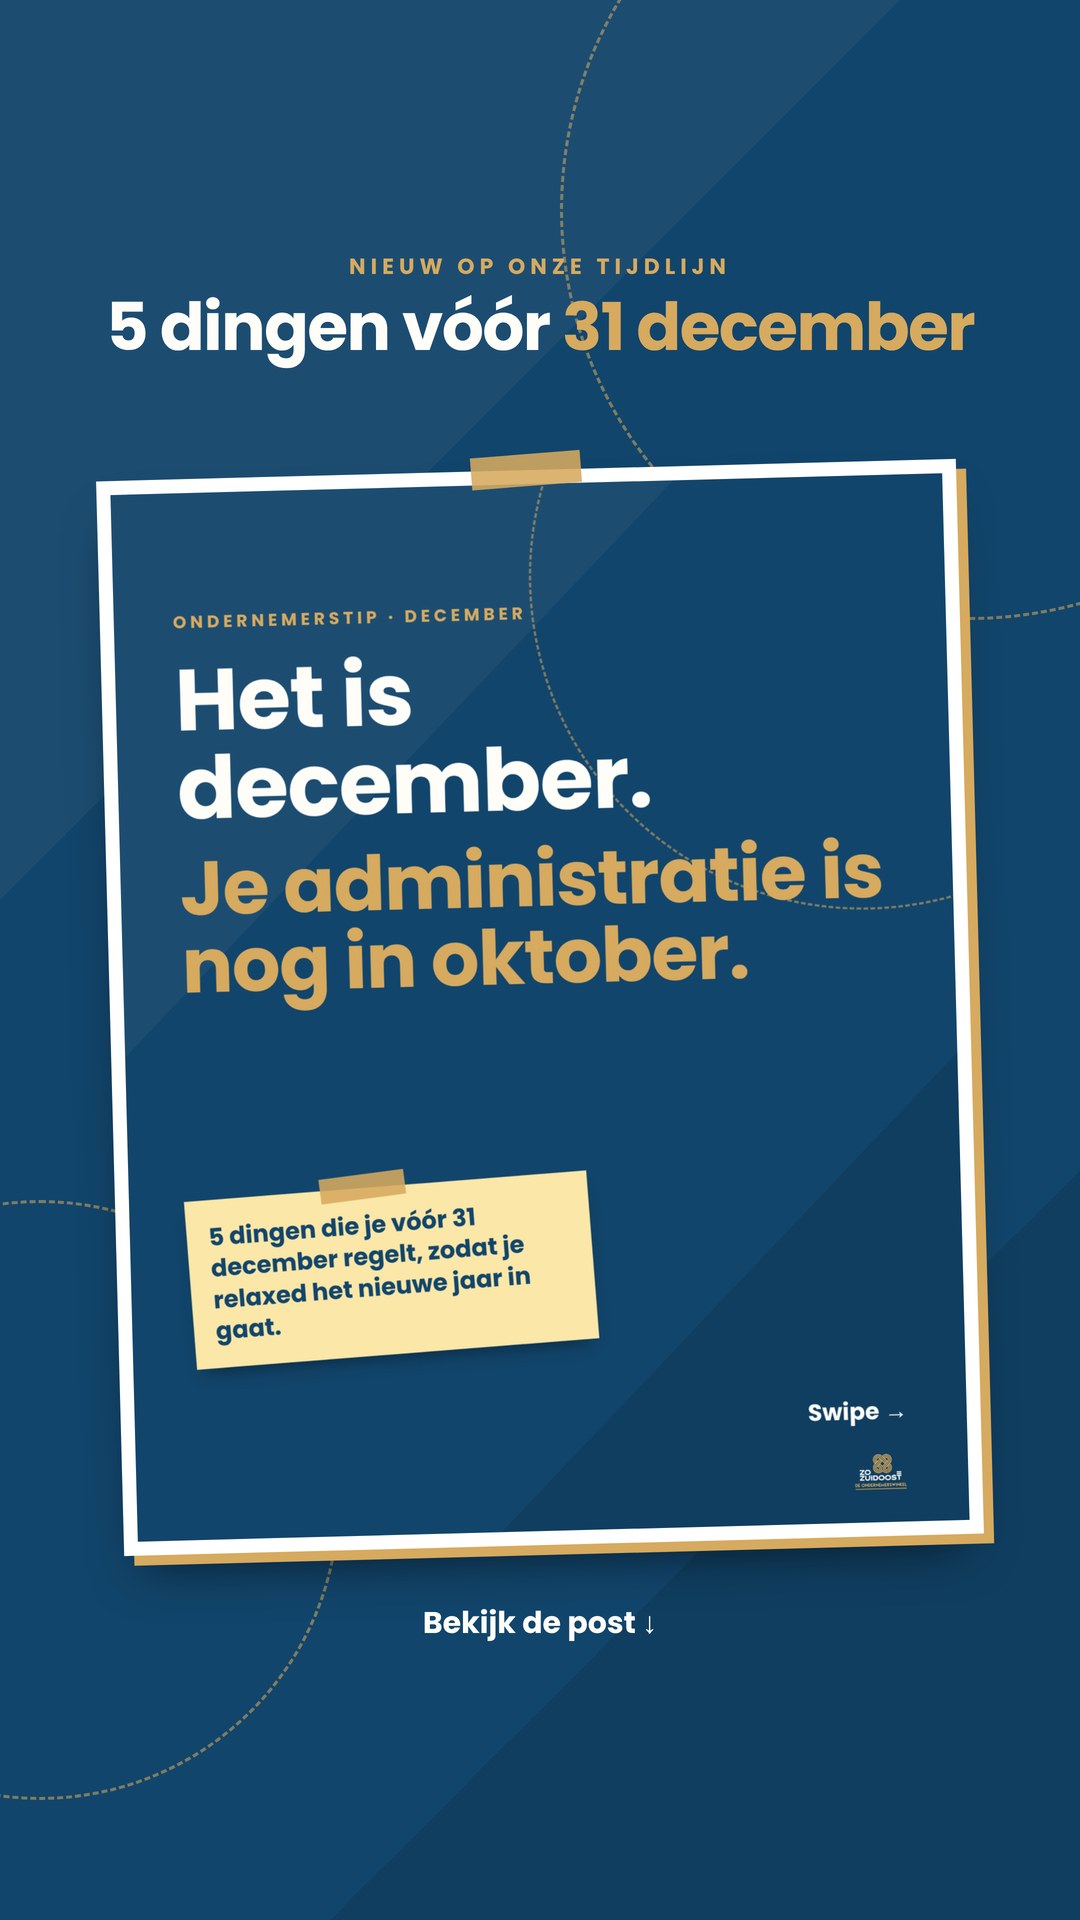 NIEUW OP ONZE TIJDLIJN
5 dingen vóór 31 december
ONDERNEMERSTIP · DECEMBER
Het is
december.
Je administratie is
nog in oktober.
5 dingen die je vóór 31
december regelt, zodat je
relaxed het nieuwe jaar in
gaat.
Swipe →
ZO
ZUIDOOST
DE ONDERNEMERSWINKEL
Bekijk de post ↓